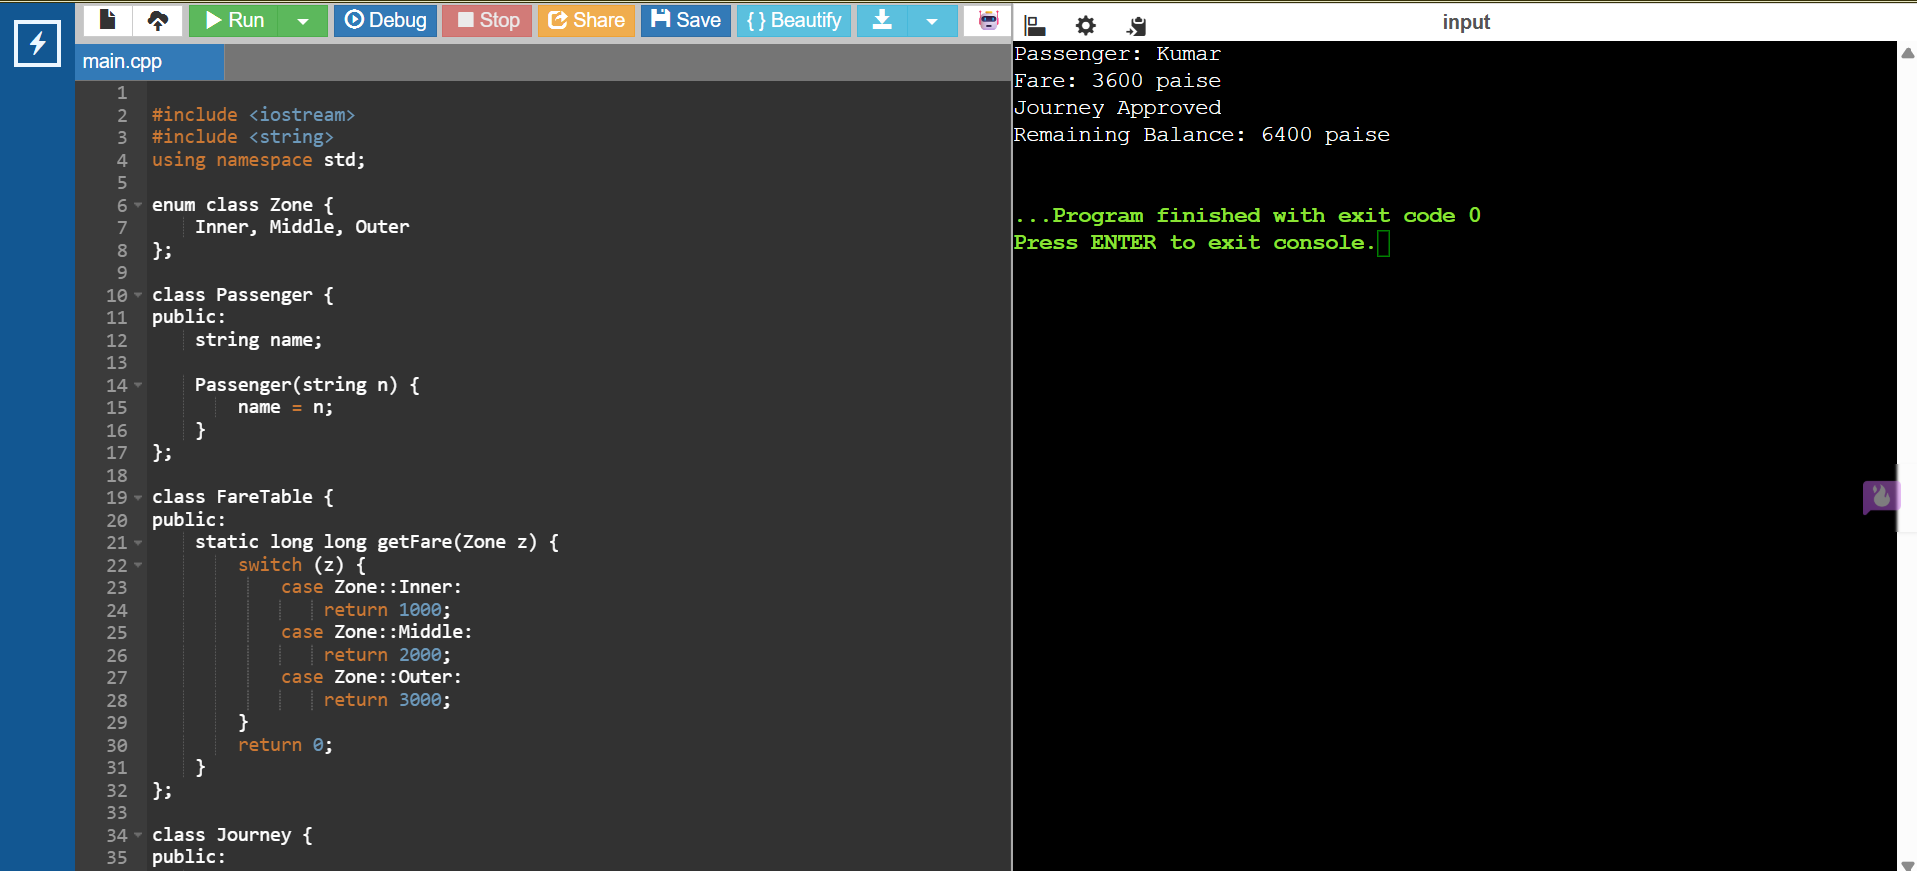 Run
Debug
Stop
Share
Save
{ } Beautify
input
main.cpp
1
2 #include <iostream>
3 #include <string>
4 using namespace std;
5
6 enum class Zone {
7 Inner, Middle, Outer
8 };
9
10 class Passenger {
11 public:
12 string name;
13
14 Passenger(string n) {
15 name = n;
16 }
17 };
18
19 class FareTable {
20 public:
21 static long long getFare(Zone z) {
22 switch (z) {
23 case Zone::Inner:
24 return 1000;
25 case Zone::Middle:
26 return 2000;
27 case Zone::Outer:
28 return 3000;
29 }
30 return 0;
31 }
32 };
33
34 class Journey {
35 public:
Passenger: Kumar
Fare: 3600 paise
Journey Approved
Remaining Balance: 6400 paise
...Program finished with exit code 0
Press ENTER to exit console.